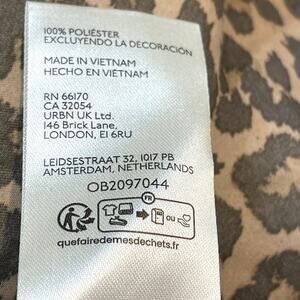 100% POLIÉSTER
EXCLUYENDO LA DECORACIÓN
MADE IN VIETNAM
HECHO EN VIETNAM
RN 66170
CA 32054
URBN UK Ltd.
146 Brick Lane,
LONDON, E1 6RU
LEIDSESTRAAT 32, 1017 PB
AMSTERDAM, NETHERLANDS
OB2097044
FR
OU
quefairedemesdechets.fr